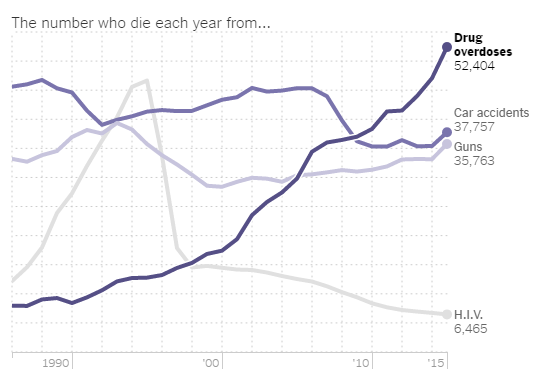 The number who die each year from...
Drug
overdoses
52,404
Car accidents
37,757
Guns
35,763
H.I.V.
6,465
1990
'00
'10
'15